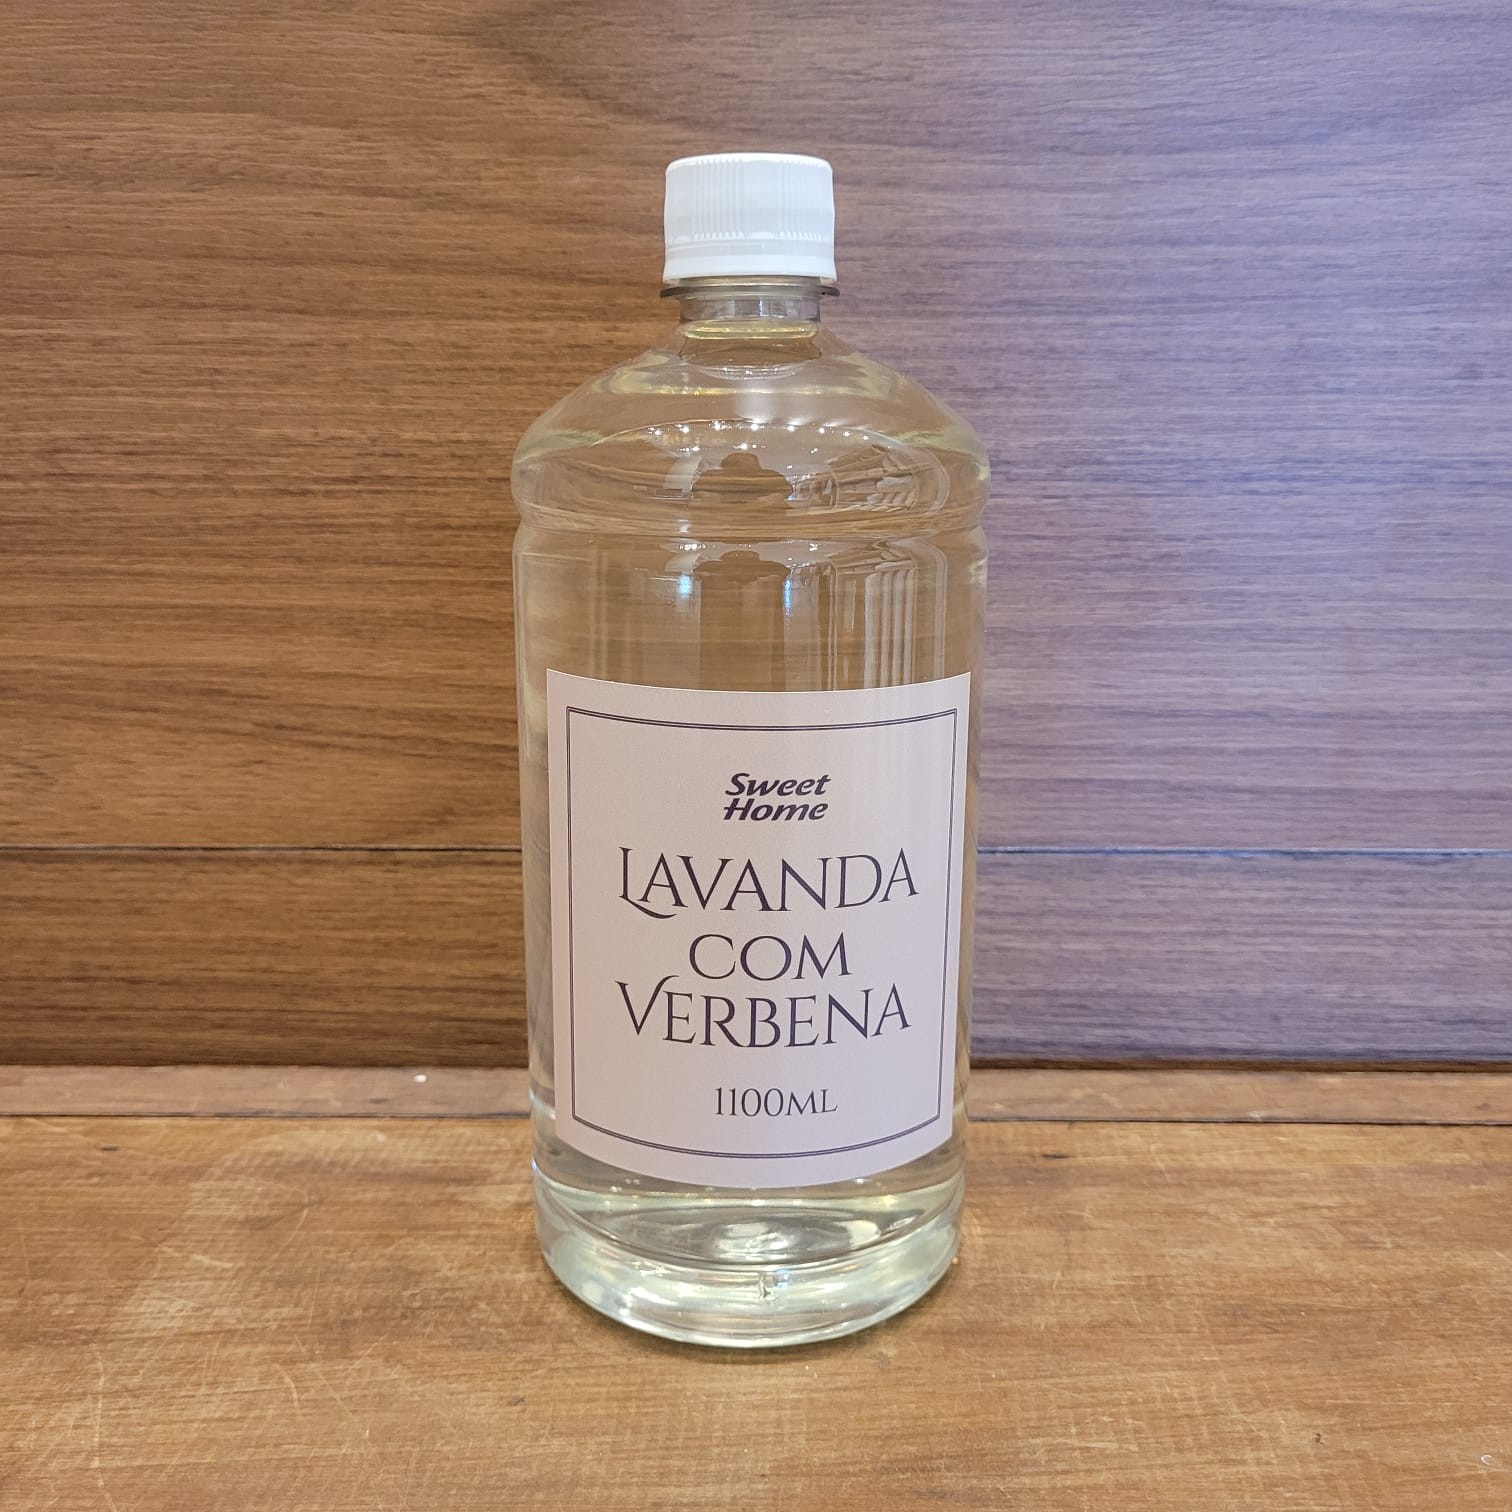 Sweet
Home
LAVANDA
COM
VERBENA
1100ML